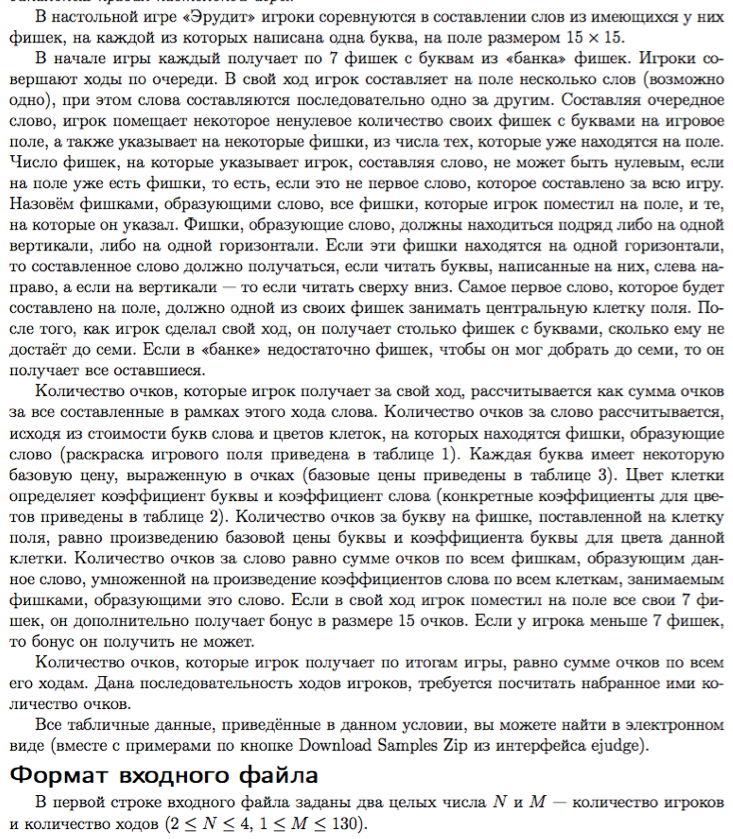 В настольной игре «Эрудит» игроки соревнуются в составлении слов из имеющихся у них
фишек, на каждой из которых написана одна буква, на поле размером 15 × 15.
В начале игры каждый получает по 7 фишек с буквам из «банка» фишек. Игроки со-
вершают ходы по очереди. В свой ход игрок составляет на поле несколько слов (возможно
одно), при этом слова составляются последовательно одно за другим. Составляя очередное
слово, игрок помещает некоторое ненулевое количество своих фишек с буквами на игровое
поле, а также указывает на некоторые фишки, из числа тех, которые уже находятся на поле.
Число фишек, на которые указывает игрок, составляя слово, не может быть нулевым, если
на поле уже есть фишки, то есть, если это не первое слово, которое составлено за всю игру.
Назовём фишками, образующими слово, все фишки, которые игрок поместил на поле, и те,
на которые он указал. Фишки, образующие слово, должны находиться подряд либо на одной
вертикали, либо на одной горизонтали. Если эти фишки находятся на одной горизонтали,
то составленное слово должно получаться, если читать буквы, написанные на них, слева на-
право, а если на вертикали — то если читать сверху вниз. Самое первое слово, которое будет
составлено на поле, должно одной из своих фишек занимать центральную клетку поля. По-
сле того, как игрок сделал свой ход, он получает столько фишек с буквами, сколько ему не
достаёт до семи. Если в «банке» недостаточно фишек, чтобы он мог добрать до семи, то он
получает все оставшиеся.
Количество очков, которые игрок получает за свой ход, рассчитывается как сумма очков
за все составленные в рамках этого хода слова. Количество очков за слово рассчитывается,
исходя из стоимости букв слова и цветов клеток, на которых находятся фишки, образующие
слово (раскраска игрового поля приведена в таблице 1). Каждая буква имеет некоторую
базовую цену, выраженную в очках (базовые цены приведены в таблице 3). Цвет клетки
определяет коэффициент буквы и коэффициент слова (конкретные коэффициенты для цве-
тов приведены в таблице 2). Количество очков за букву на фишке, поставленной на клетку
поля, равно произведению базовой цены буквы и коэффициента буквы для цвета данной
клетки. Количество очков за слово равно сумме очков по всем фишкам, образующим дан-
ное слово, умноженной на произведение коэффициентов слова по всем клеткам, занимаемым
фишками, образующими это слово. Если в свой ход игрок поместил на поле все свои 7 фи-
шек, он дополнительно получает бонус в размере 15 очков. Если у игрока меньше 7 фишек,
то бонус он получить не может.
Количество очков, которые игрок получает по итогам игры, равно сумме очков по всем
его ходам. Дана последовательность ходов игроков, требуется посчитать набранное ими ко-
личество очков.
Все табличные данные, приведённые в данном условии, вы можете найти в электронном
виде (вместе с примерами по кнопке Download Samples Zip из интерфейса ejudge).
Формат входного файла
В первой строке входного файла заданы два целых числа N и M — количество игроков
и количество ходов (2 ≤ N ≤ 4, 1 ≤ M ≤ 130).